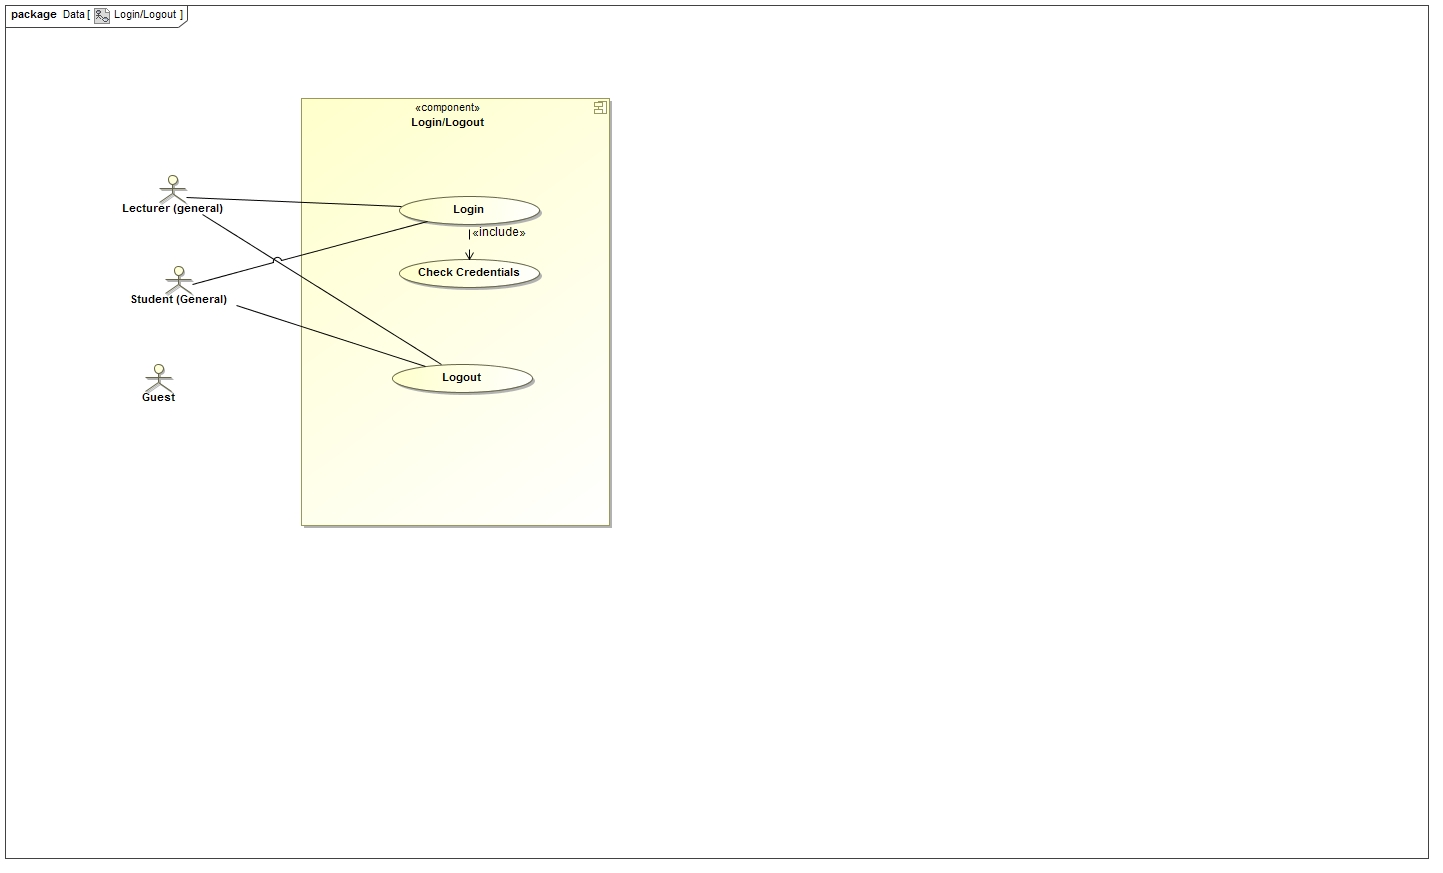 package Data [ Login/Logout ]
«component»
Login/Logout
Lecturer (general)
Login
«include»
Check Credentials
Student (General)
Logout
Guest